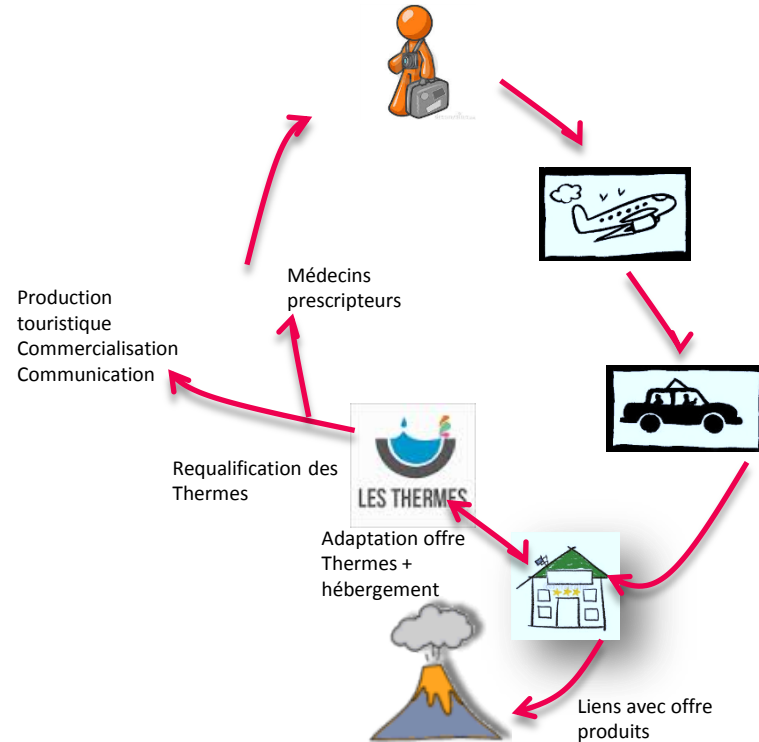 Médecins
prescripteurs
Production
touristique
Commercialisation
Communication
Requalification des
Thermes
LES THERMES
Adaptation offre
Thermes +
hébergement
Liens avec offre
produits